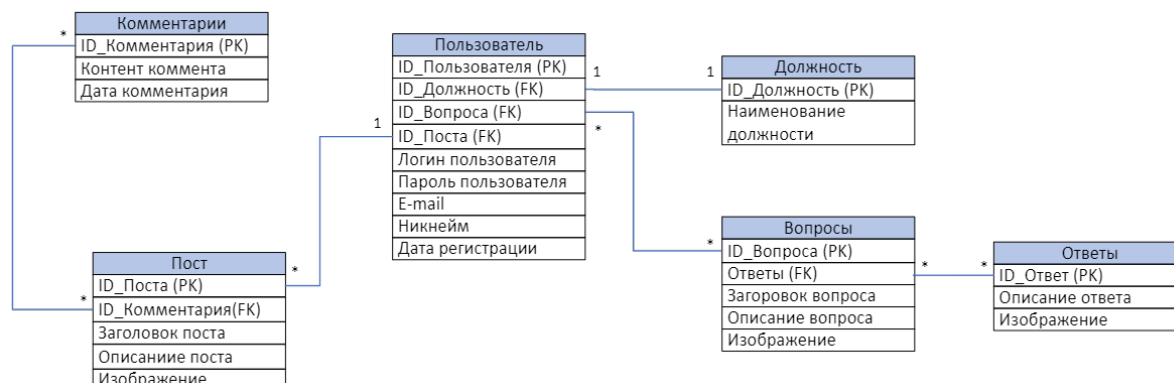 Комментарии
ID_Комментария (PK)
Контент коммента
Дата комментария
*
Пользователь
ID_Пользователя (PK)
ID_Должность (FK)
ID_Вопроса (FK)
ID_Поста (FK)
Логин пользователя
Пароль пользователя
E-mail
Никнейм
Дата регистрации
1
1
*
1
Должность
ID_Должность (PK)
Наименование
должности
Пост
ID_Поста (PK)
ID_Комментария(FK)
Заголовок поста
Описаниие поста
Изображение
*
*
Вопросы
ID_Вопроса (PK)
Ответы (FK)
Загоровок вопроса
Описание вопроса
Изображение
*
*
*
Ответы
ID_Ответ (PK)
Описание ответа
Изображение